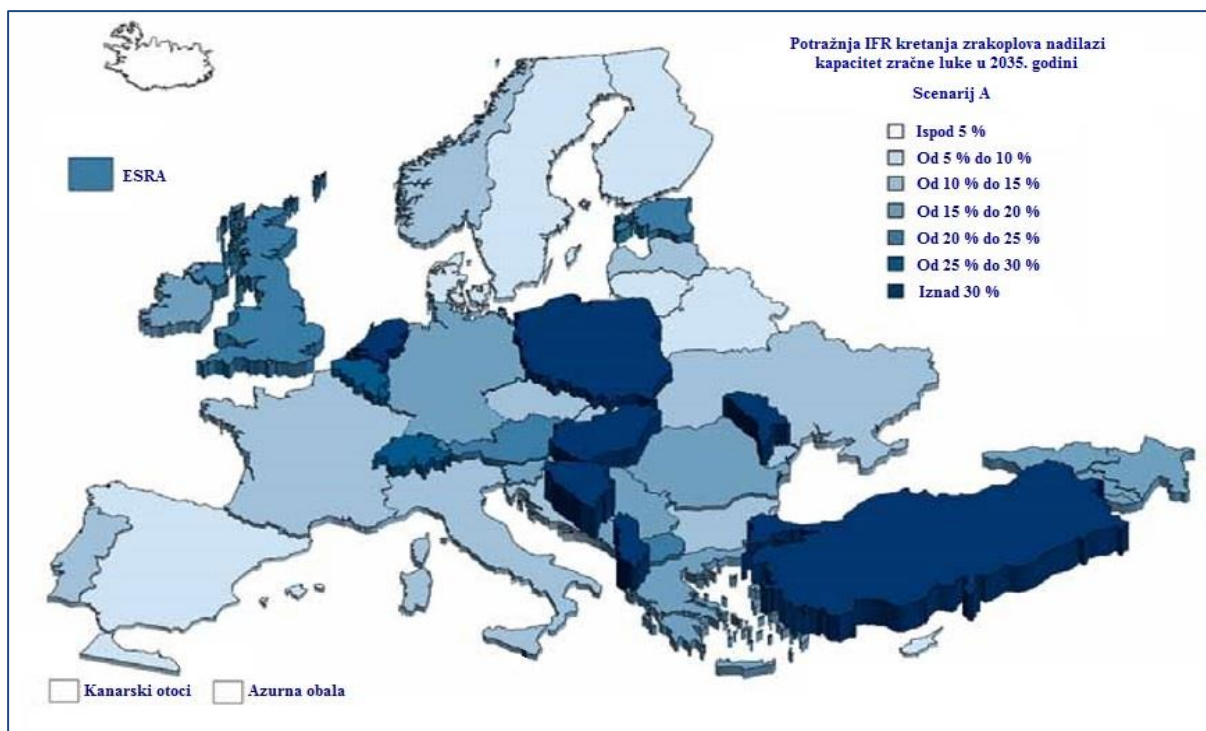 Potražnja IFR kretanja zrakoplova nadilazi
kapacitet zračne luke u 2035. godini
Scenarij A
Ispod 5 %
Od 5 % do 10 %
Od 10 % do 15 %
Od 15 % do 20 %
Od 20 % do 25 %
Od 25 % do 30 %
Iznad 30 %
ESRA
Kanarski otoci
Azurna obala